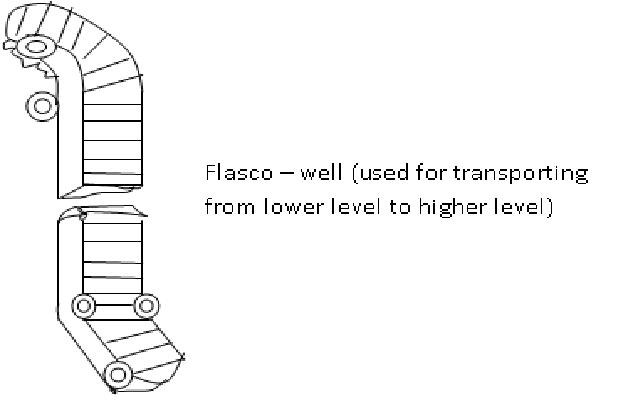 Flasco – well (used for transporting
from lower level to higher level)